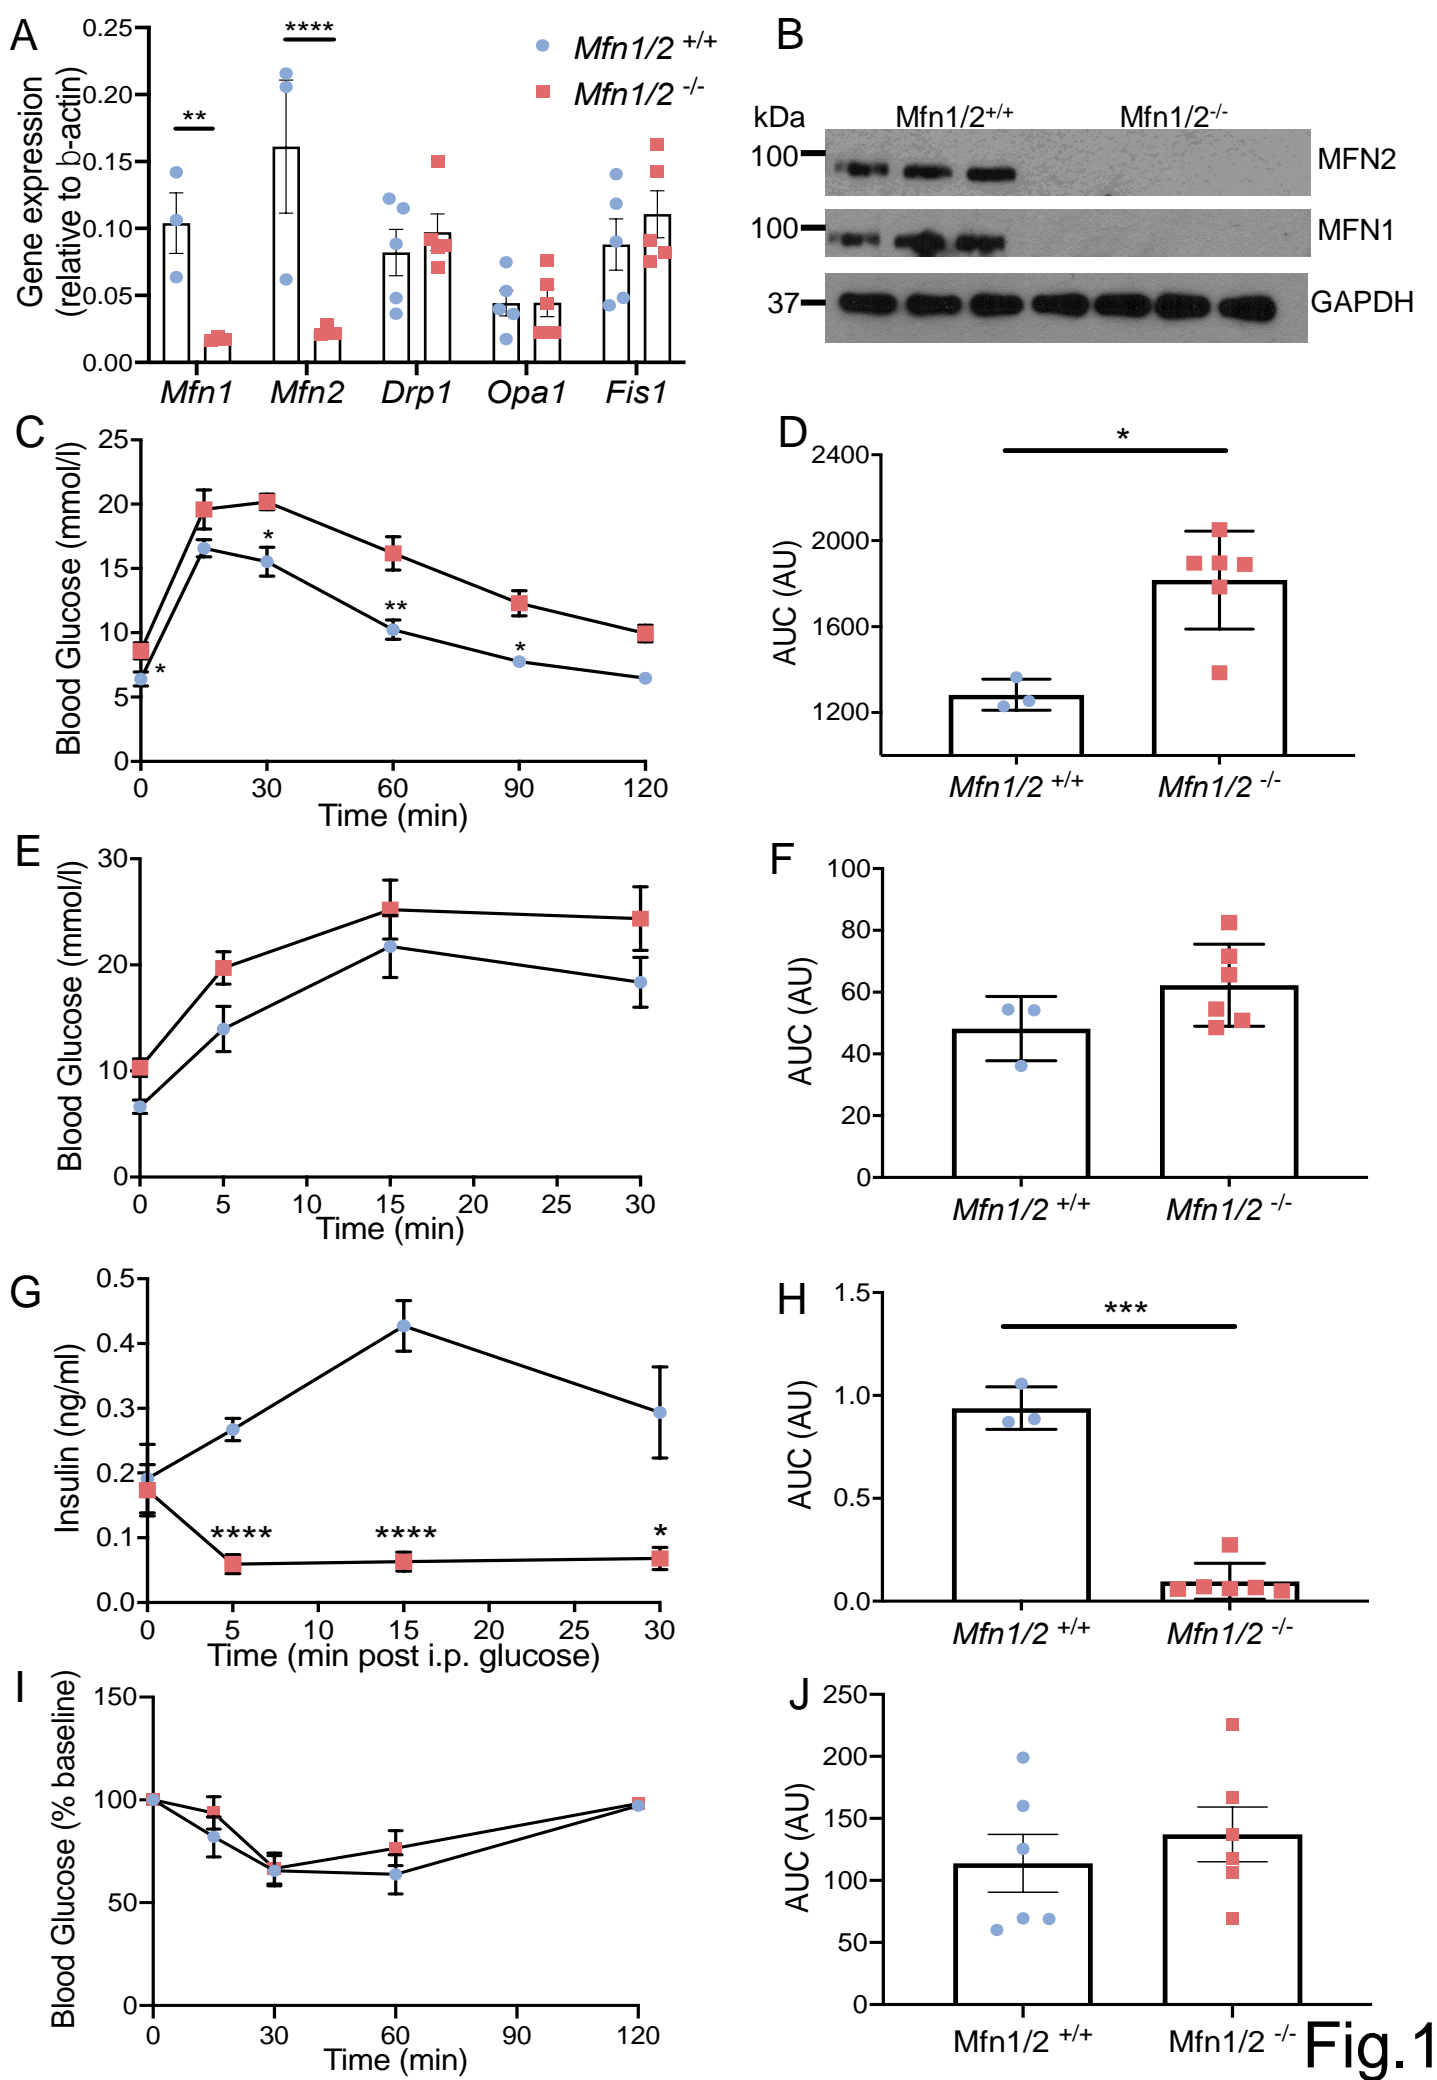 A
0.25
0.20
0.15
0.10
0.05
0.00
Gene expression
(relative to b-actin)
**
****
Mfn1/2 +/+
Mfn1/2 -/-
Mfn1 Mfn2 Drp1 Opa1 Fis1
B
kDa Mfn1/2+/+ Mfn1/2-/-
100 MFN2
100 MFN1
37 GAPDH
C
25
20
15
10
5
0
Blood Glucose (mmol/l)
*
*
**
*
0 30 60 90 120
Time (min)
D
2400
2000
1600
1200
AUC (AU)
*
Mfn1/2 +/+ Mfn1/2 -/-
E
30
20
10
0
Blood Glucose (mmol/l)
0 5 10 15 20 25 30
Time (min)
F
100
80
60
40
20
0
AUC (AU)
Mfn1/2 +/+ Mfn1/2 -/-
G
0.5
0.4
0.3
0.2
0.1
0.0
Insulin (ng/ml)
**** **** *
0 5 10 15 20 25 30
Time (min post i.p. glucose)
H
1.5
1.0
0.5
0.0
AUC (AU)
***
Mfn1/2 +/+ Mfn1/2 -/-
I
150
100
50
0
Blood Glucose (% baseline)
0 30 60 90 120
Time (min)
J
250
200
150
100
50
0
AUC (AU)
Mfn1/2 +/+ Mfn1/2 -/-
Fig.1